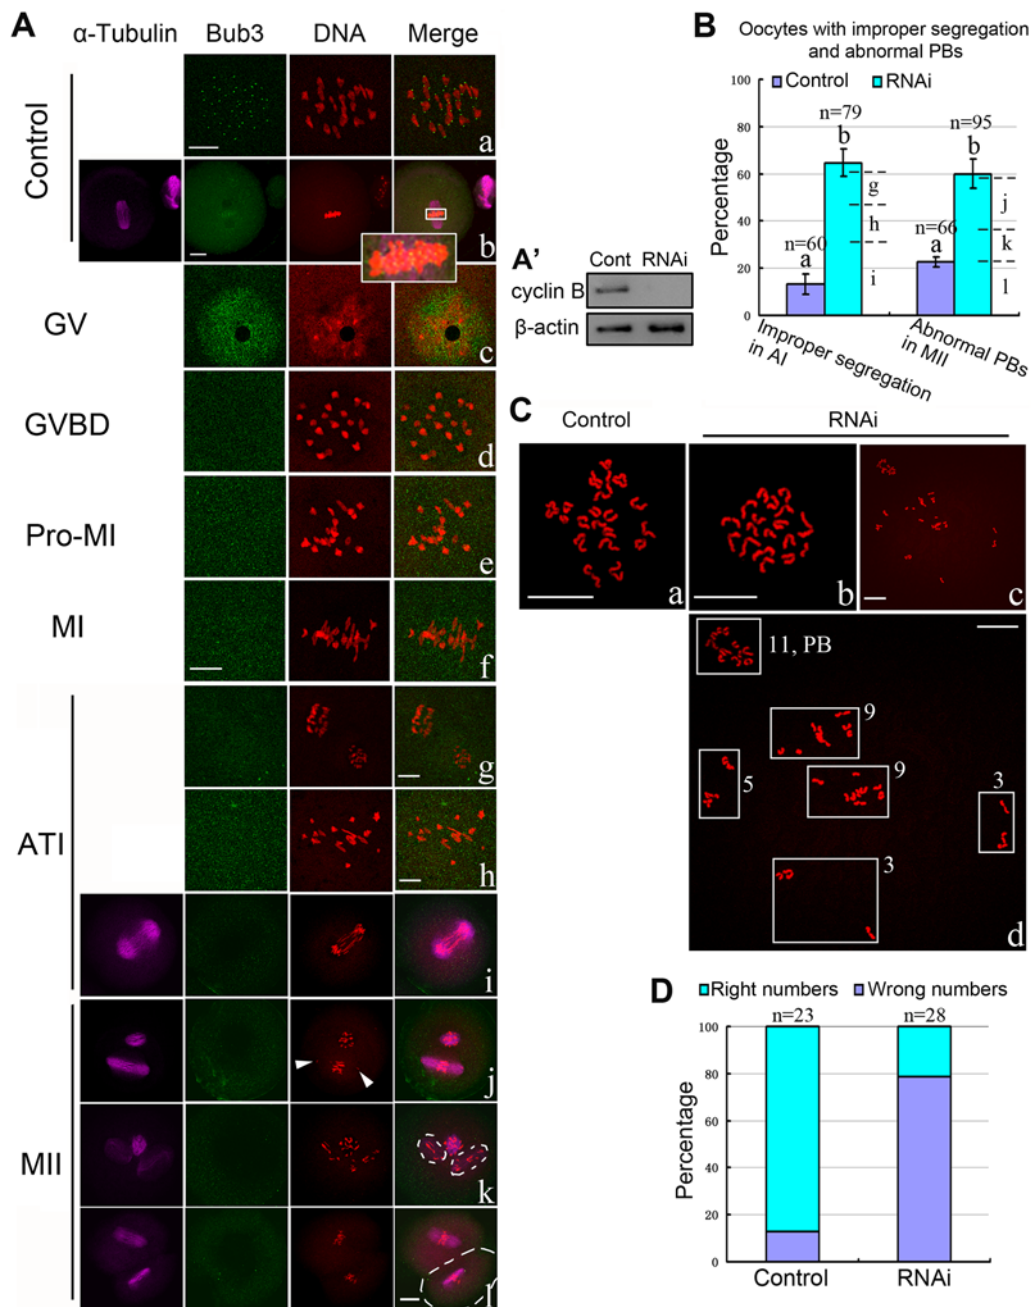 A
α-Tubulin Bub3 DNA Merge
Control
a
b
GV
c
GVBD
d
Pro-MI
e
MI
f
ATI
g
h
i
MII
j
k
l
A'
Cont RNAi
cyclin B
β-actin
B
Oocytes with improper segregation
and abnormal PBs
Control RNAi
Percentage
100
80
60
40
20
0
n=60
a
n=79
b
g
h
i
n=66
a
n=95
b
j
k
l
Improper segregation
in AI
Abnormal PBs
in MII
C
Control RNAi
a
b
c
11, PB
9
9
5
3
3
d
D
Right numbers Wrong numbers
n=23 n=28
Percentage
100
80
60
40
20
0
Control RNAi